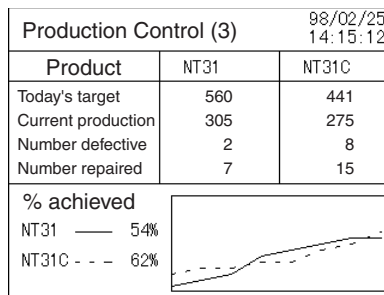 Production Control (3) 98/02/25
14:15:12
Product NT31 NT31C
Today's target 560 441
Current production 305 275
Number defective 2 8
Number repaired 7 15
% achieved
NT31 —— 54%
NT31C - - - 62%